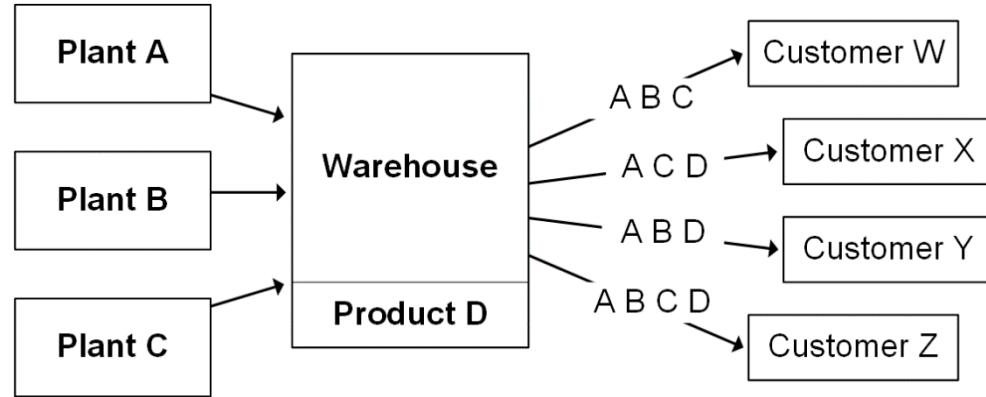 Plant A
Plant B
Plant C
Warehouse
Product D
A B C
A C D
A B D
A B C D
Customer W
Customer X
Customer Y
Customer Z